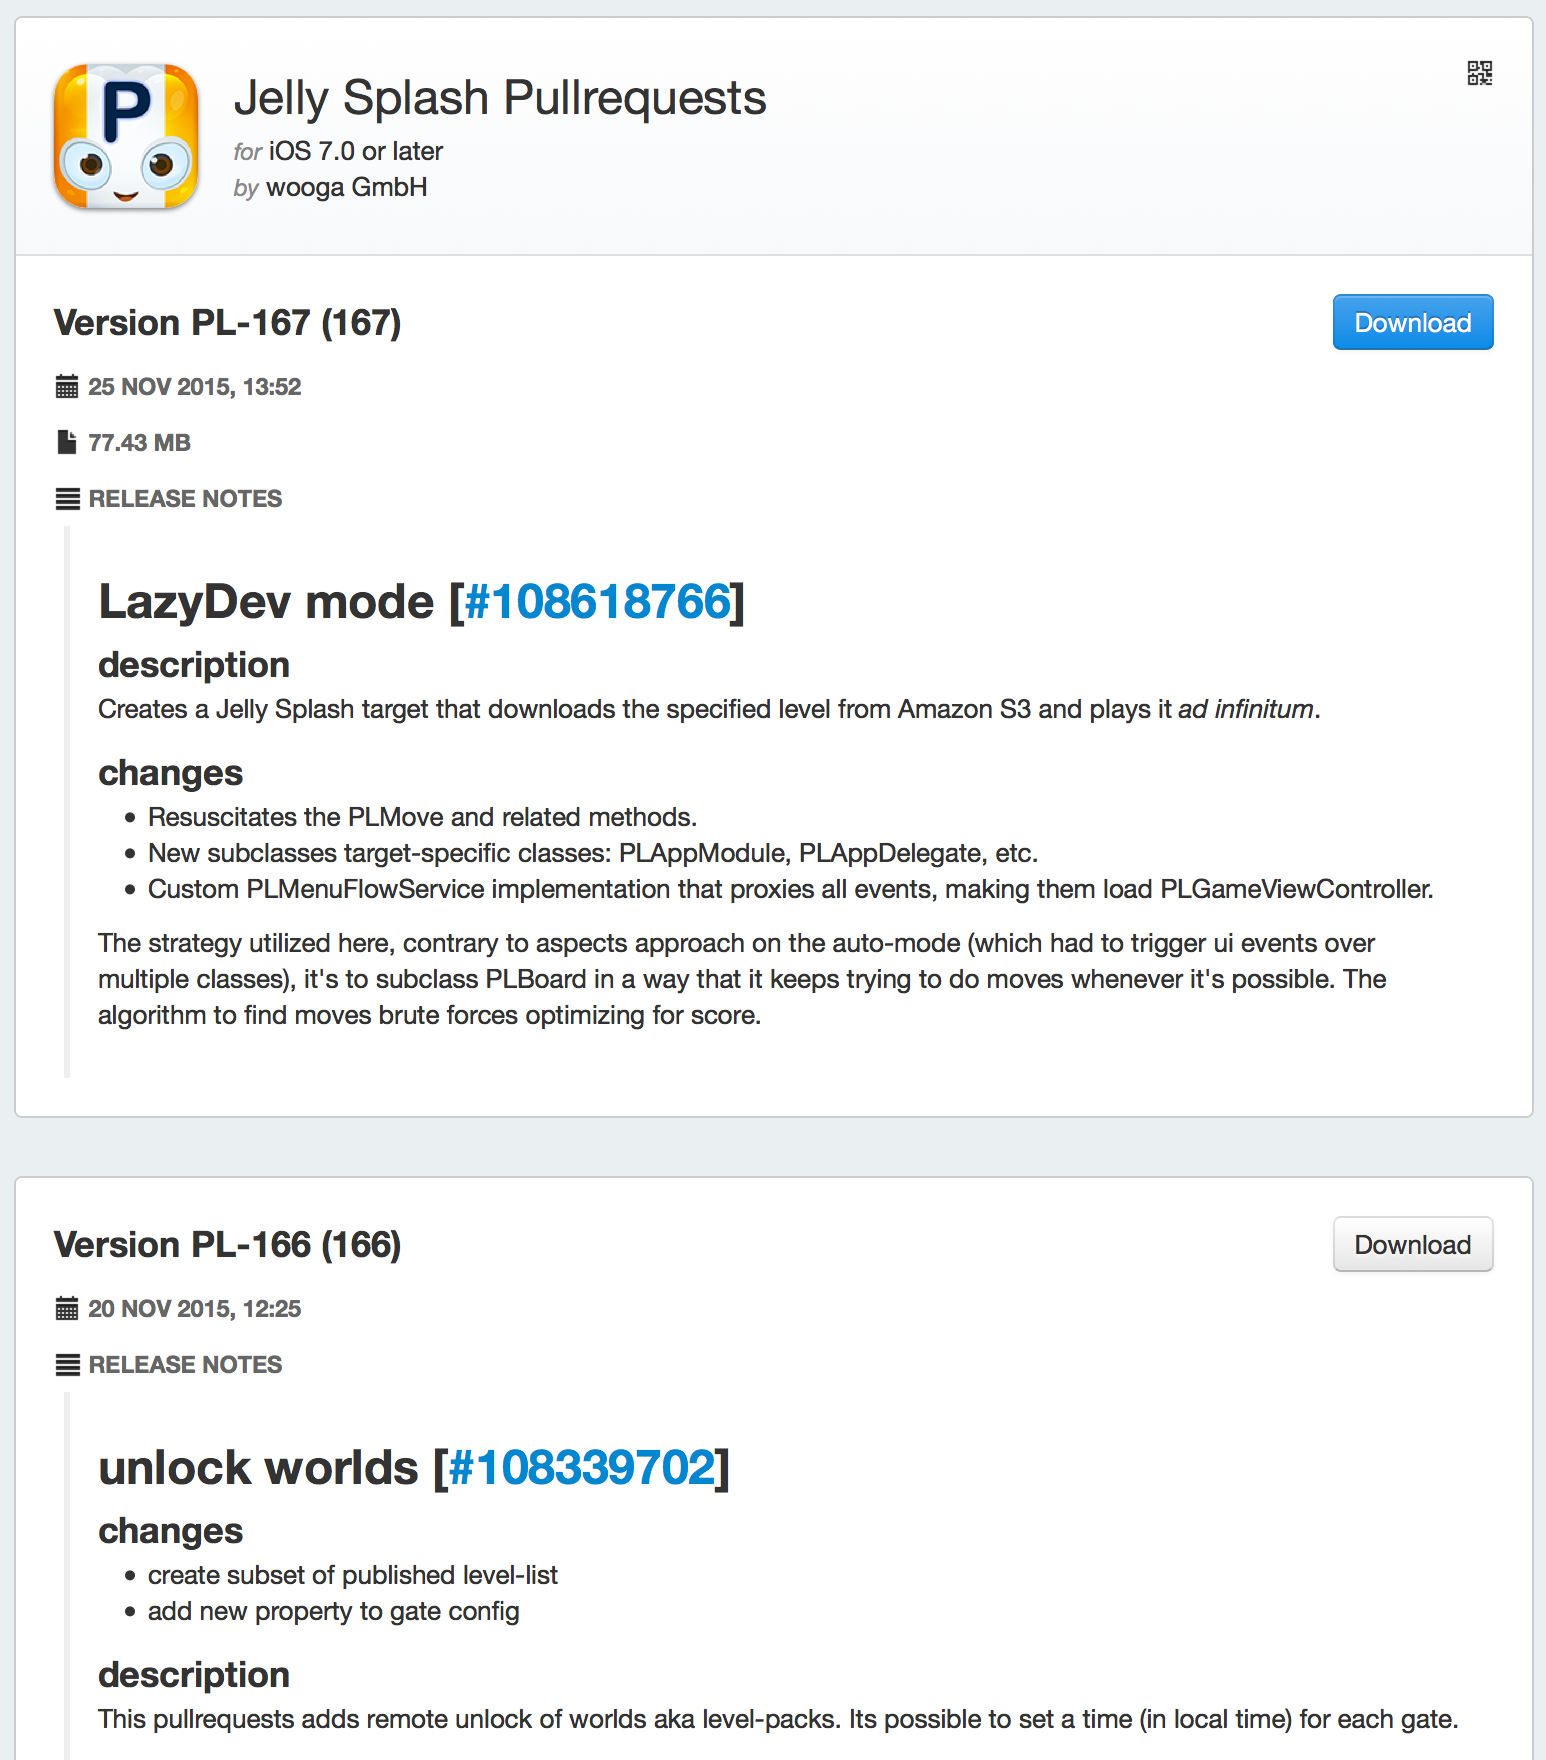 P
Jelly Splash Pullrequests
for iOS 7.0 or later
by wooga GmbH
Version PL-167 (167)
Download
25 NOV 2015, 13:52
77.43 MB
RELEASE NOTES
LazyDev mode [#108618766]
description
Creates a Jelly Splash target that downloads the specified level from Amazon S3 and plays it ad infinitum.
changes
• Resuscitates the PLMove and related methods.
• New subclasses target-specific classes: PLAppModule, PLAppDelegate, etc.
• Custom PLMenuFlowService implementation that proxies all events, making them load PLGameViewController.
The strategy utilized here, contrary to aspects approach on the auto-mode (which had to trigger ui events over
multiple classes), it's to subclass PLBoard in a way that it keeps trying to do moves whenever it's possible. The
algorithm to find moves brute forces optimizing for score.
Version PL-166 (166)
Download
20 NOV 2015, 12:25
RELEASE NOTES
unlock worlds [#108339702]
changes
• create subset of published level-list
• add new property to gate config
description
This pullrequests adds remote unlock of worlds aka level-packs. Its possible to set a time (in local time) for each gate.